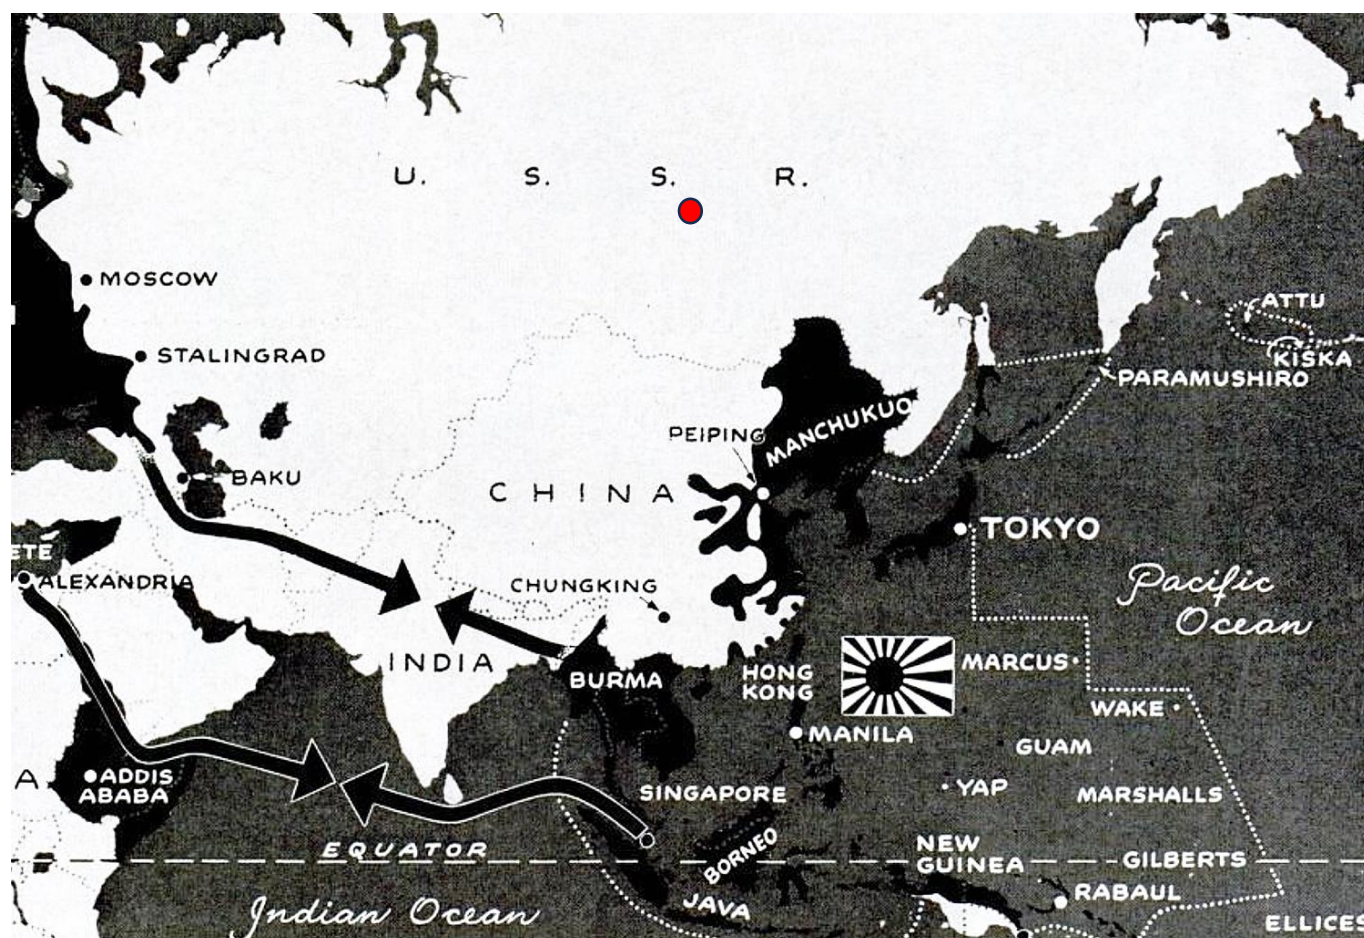 U. S. S. R.
MOSCOW
ATTU
STALINGRAD
KISKA
PARAMUSHIRO
MANCHUKUO
PEIPING
BAKU
CHINA
TOKYO
ETE
ALEXANDRIA
CHUNGKING
Pacific
Ocean
INDIA
BURMA
HONG
KONG
MARCUS
WAKE
MANILA
GUAM
A
ADDIS
ABABA
YAP
SINGAPORE
MARSHALLS
EQUATOR
BORNEO
NEW
GUINEA
GILBERTS
RABAUL
JAVA
Indian Ocean
ELLICES